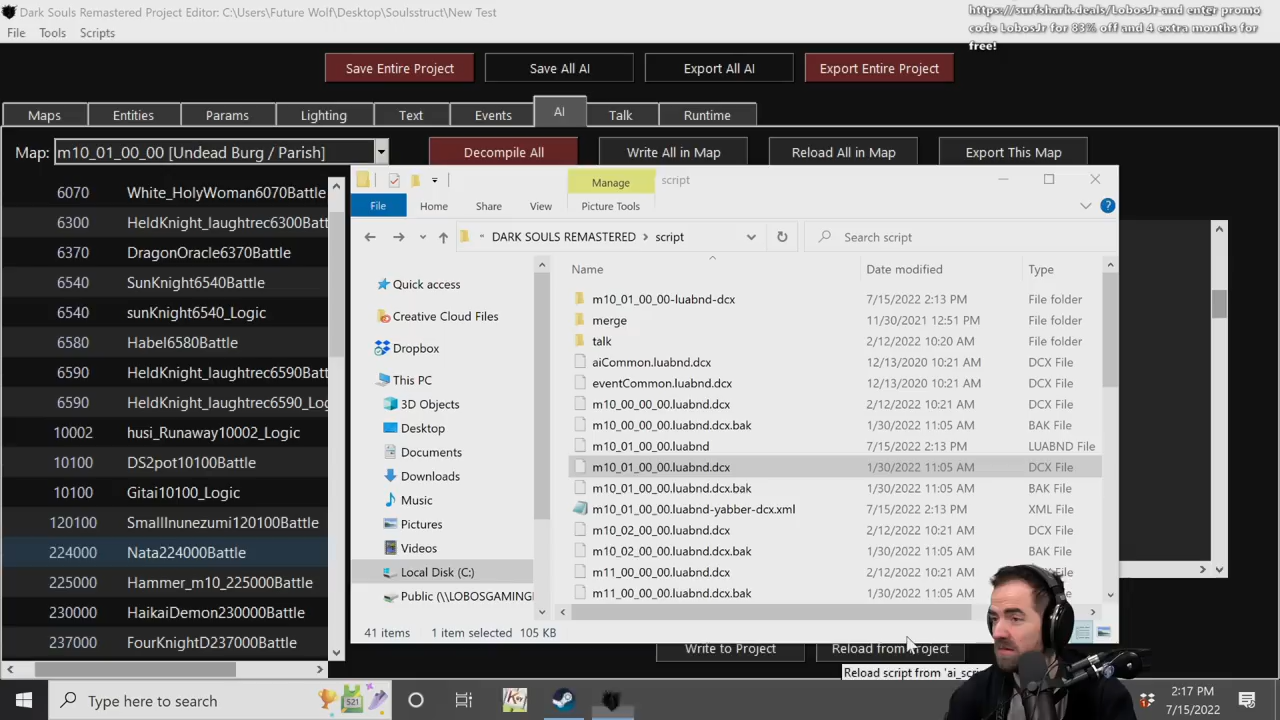 Dark Souls Remastered Project Editor: C:\Users\Future Wolf\Desktop\Soulsstruct\New Test
https://surfshark.deals/LobosJr and enter promo
code LobosJr for 83% off and 4 extra months for
free!
File Tools Scripts
Save Entire Project Save All AI Export All AI Export Entire Project
Maps Entities Params Lighting Text Events AI Talk Runtime
Map: m10_01_00_00 [Undead Burg / Parish] Decompile All Write All in Map Reload All in Map Export This Map
6070 White_HolyWoman6070Battle
6300 HeldKnight_laughtrec6300Batt
6370 DragonOracle6370Battle
6540 SunKnight6540Battle
6540 sunKnight6540_Logic
6580 Habel6580Battle
6590 HeldKnight_laughtrec6590Batt
6590 HeldKnight_laughtrec6590_Log
10002 husi_Runaway10002_Logic
10100 DS2pot10100Battle
10100 Gitai10100_Logic
120100 SmallInunezumi120100Battle
224000 Nata224000Battle
225000 Hammer_m10_225000Battle
230000 HaikaiDemon230000Battle
237000 FourKnightD237000Battle
Manage script
File Home Share View Picture Tools
« DARK SOULS REMASTERED script Search script
Quick access
Creative Cloud Files
Dropbox
This PC
3D Objects
Desktop
Documents
Downloads
Music
Pictures
Videos
Local Disk (C:)
Public (\\LOBOSGAMING
Name Date modified Type
m10_01_00_00-luabnd-dcx 7/15/2022 2:13 PM File folder
merge 11/30/2021 12:51 PM File folder
talk 2/12/2022 10:20 AM File folder
aiCommon.luabnd.dcx 12/13/2020 10:21 AM DCX File
eventCommon.luabnd.dcx 12/13/2020 10:21 AM DCX File
m10_00_00_00.luabnd.dcx 2/12/2022 10:21 AM DCX File
m10_00_00_00.luabnd.dcx.bak 1/30/2022 11:05 AM BAK File
m10_01_00_00.luabnd 7/15/2022 2:13 PM LUABND File
m10_01_00_00.luabnd.dcx 1/30/2022 11:05 AM DCX File
m10_01_00_00.luabnd.dcx.bak 1/30/2022 11:05 AM BAK File
m10_01_00_00.luabnd-yabber-dcx.xml 7/15/2022 2:13 PM XML File
m10_02_00_00.luabnd.dcx 2/12/2022 10:21 AM DCX File
m10_02_00_00.luabnd.dcx.bak 1/30/2022 11:05 AM BAK File
m11_00_00_00.luabnd.dcx 2/12/2022 10:21 AM File
m11_00_00_00.luabnd.dcx.bak 1/30/2022 11:05 AM File
41 items 1 item selected 105 KB
Write to Project Reload from Project
Reload script from 'ai_scri
Type here to search
521
2:17 PM
7/15/2022